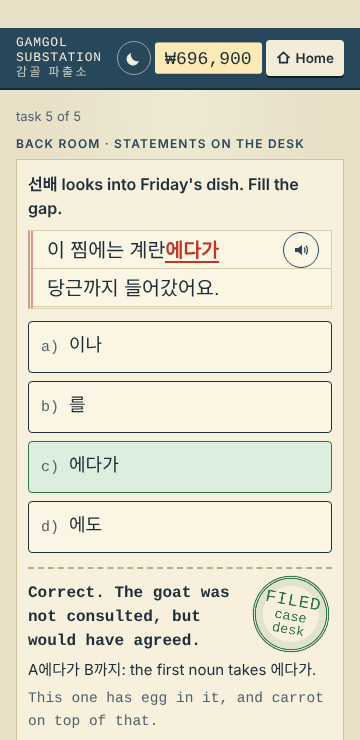 GAMGOL
SUBSTATION
감골 파출소
₩696,900
Home
task 5 of 5
BACK ROOM · STATEMENTS ON THE DESK
선배 looks into Friday's dish. Fill the
gap.
이 찜에는 계란에다가
당근까지 들어갔어요.
a) 이나
b) 를
c) 에다가
d) 에도
Correct. The goat was
not consulted, but
would have agreed.
FILED
case
desk
A에다가 B까지: the first noun takes 에다가.
This one has egg in it, and carrot
on top of that.